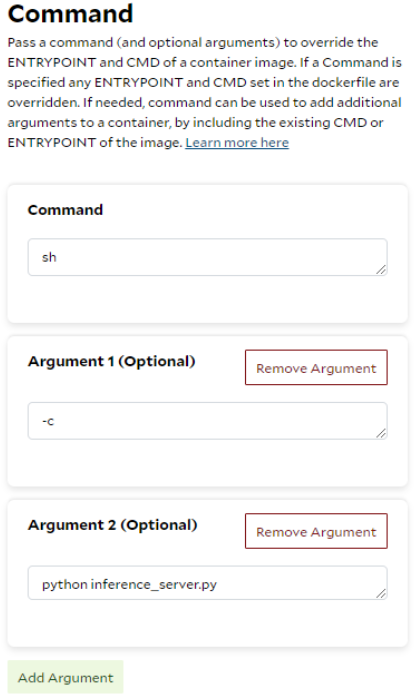 Command
Pass a command (and optional arguments) to override the
ENTRYPOINT and CMD of a container image. If a Command is
specified any ENTRYPOINT and CMD set in the dockerfile are
overridden. If needed, command can be used to add additional
arguments to a container, by including the existing CMD or
ENTRYPOINT of the image. Learn more here
Command
sh
Argument 1 (Optional)
Remove Argument
-c
Argument 2 (Optional)
Remove Argument
python inference_server.py
Add Argument